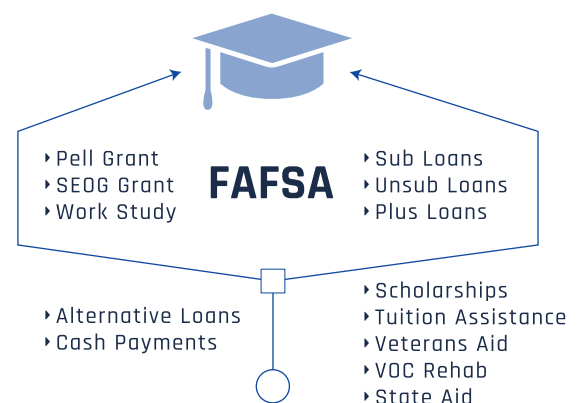 Pell Grant
SEOG Grant
Work Study
FAFSA
Sub Loans
Unsub Loans
Plus Loans
Alternative Loans
Cash Payments
Scholarships
Tuition Assistance
Veterans Aid
VOC Rehab
State Aid